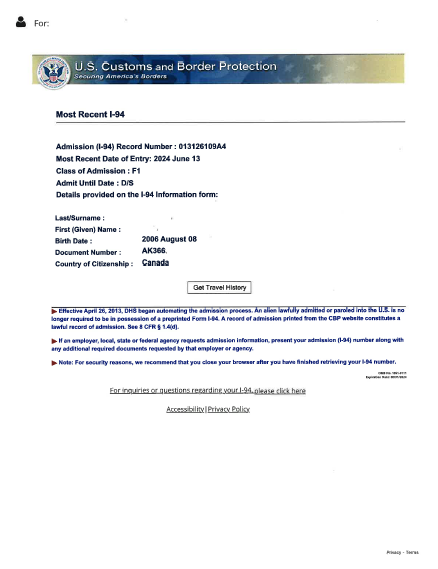 For:
U.S. Customs and Border Protection
Securing America's Borders
Most Recent I-94
Admission (I-94) Record Number : 013126109A4
Most Recent Date of Entry: 2024 June 13
Class of Admission : F1
Admit Until Date : D/S
Details provided on the I-94 Information form:
Last/Surname :
First (Given) Name :
Birth Date : 2006 August 08
Document Number : AK366
Country of Citizenship : Canada
Get Travel History
Effective April 26, 2013, DHS began automating the admission process. An alien lawfully admitted or paroled into the U.S. is no
longer required to be in possession of a preprinted Form I-94. A record of admission printed from the CBP website constitutes a
lawful record of admission. See 8 CFR § 1.4(d).
If an employer, local, state or federal agency requests admission information, present your admission (I-94) number along with
any additional required documents requested by that employer or agency.
Note: For security reasons, we recommend that you close your browser after you have finished retrieving your I-94 number.
For inquiries or questions regarding your I-94, please click here
Accessibility | Privacy Policy
Privacy - Terms